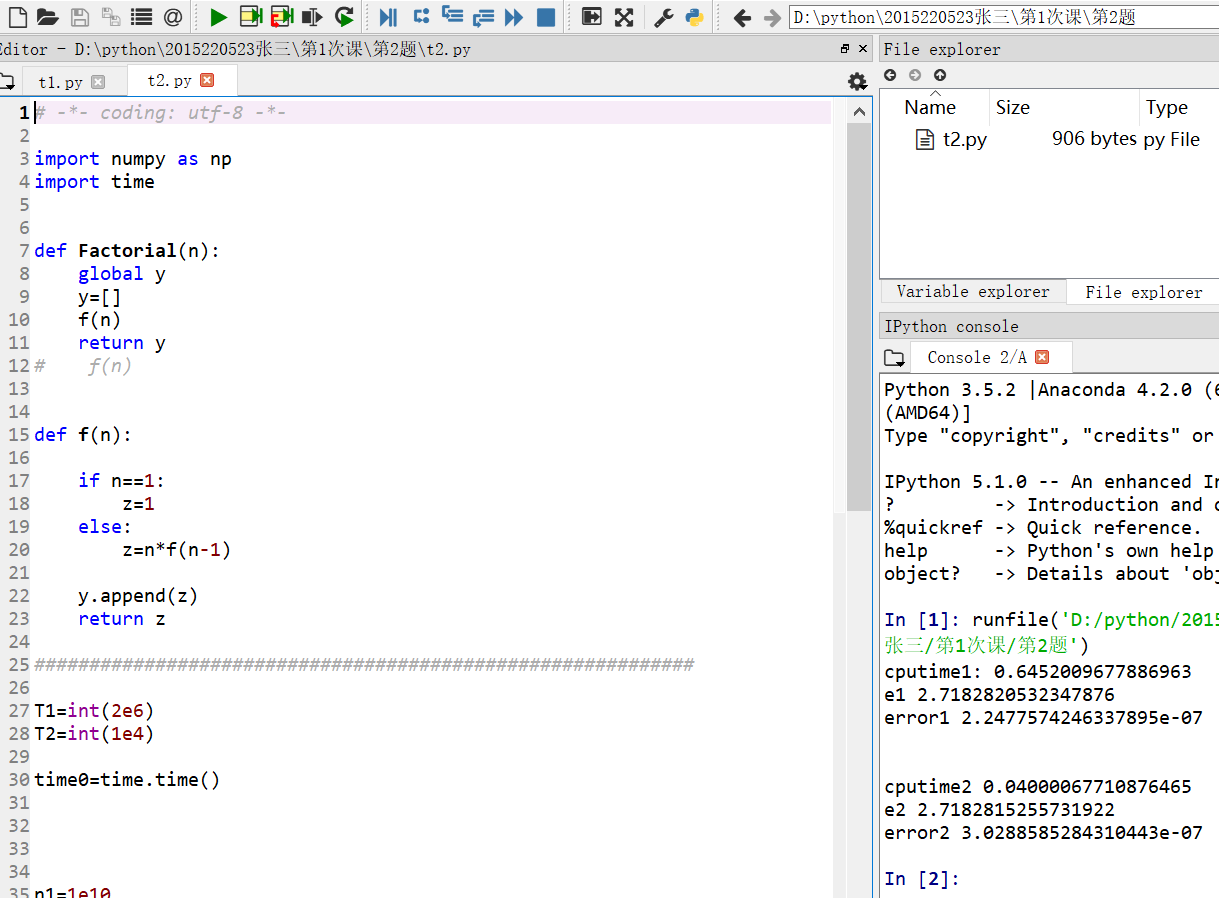 D:\python\2015220523张三\第1次课\第2题
Editor - D:\python\2015220523张三\第1次课\第2题\t2.py
t1.py
t2.py
1 # -*- coding: utf-8 -*-
2
3 import numpy as np
4 import time
5
6
7 def Factorial(n):
8     global y
9     y=[]
10     f(n)
11     return y
12 #    f(n)
13
14
15 def f(n):
16
17     if n==1:
18         z=1
19     else:
20         z=n*f(n-1)
21
22     y.append(z)
23     return z
24
25 ############################################################
26
27 T1=int(2e6)
28 T2=int(1e4)
29
30 time0=time.time()
31
32
33
34
35 n1=1e10
File explorer
Name Size Type
t2.py 906 bytes py File
Variable explorer File explorer
IPython console
Console 2/A
Python 3.5.2 |Anaconda 4.2.0 (6
(AMD64)]
Type "copyright", "credits" or
IPython 5.1.0 -- An enhanced In
?         -> Introduction and o
%quickref -> Quick reference.
help      -> Python's own help
object?   -> Details about 'obj
In [1]: runfile('D:/python/2015
张三/第1次课/第2题')
cputime1: 0.6452009677886963
e1 2.7182820532347876
error1 2.2477574246337895e-07
cputime2 0.04000067710876465
e2 2.7182815255731922
error2 3.0288585284310443e-07
In [2]: